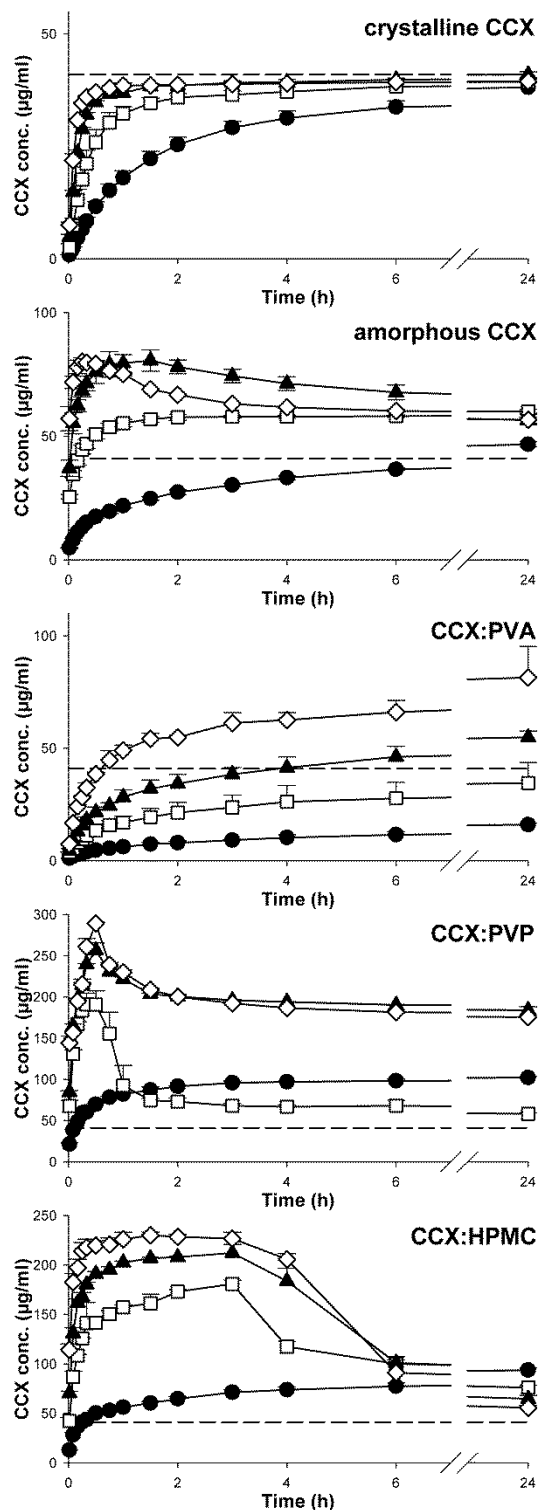 crystalline CCX
CCX conc. (µg/ml)
50
0
0 2 4 6 24
Time (h)
amorphous CCX
CCX conc. (µg/ml)
100
50
0
0 2 4 6 24
Time (h)
CCX:PVA
CCX conc. (µg/ml)
100
50
0
0 2 4 6 24
Time (h)
CCX:PVP
CCX conc. (µg/ml)
300
250
200
150
100
50
0
0 2 4 6 24
Time (h)
CCX:HPMC
CCX conc. (µg/ml)
250
200
150
100
50
0
0 2 4 6 24
Time (h)